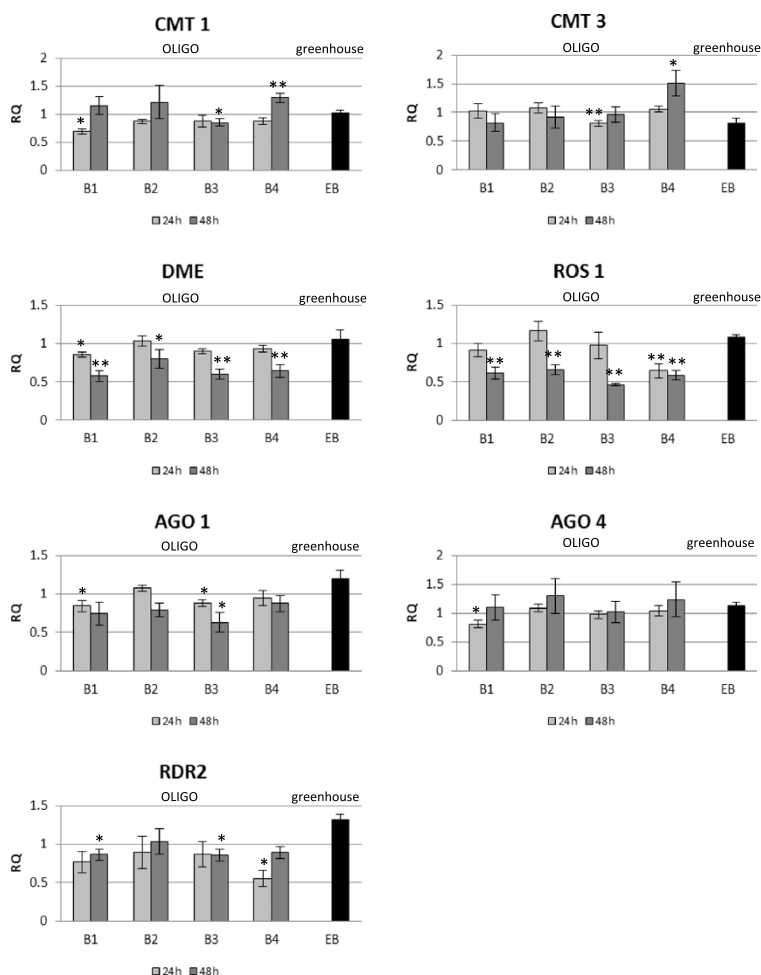 CMT 1
OLIGO greenhouse
2
1.5
1
0.5
0
RQ
* * **
B1 B2 B3 B4 EB
24h 48h
CMT 3
OLIGO greenhouse
2
1.5
1
0.5
0
RQ
** *
B1 B2 B3 B4 EB
24h 48h
DME
OLIGO greenhouse
1.5
1
0.5
0
RQ
* ** * ** **
B1 B2 B3 B4 EB
24h 48h
ROS 1
OLIGO greenhouse
1.5
1
0.5
0
RQ
** ** ** ** **
B1 B2 B3 B4 EB
24h 48h
AGO 1
OLIGO greenhouse
1.5
1
0.5
0
RQ
* * *
B1 B2 B3 B4 EB
24h 48h
AGO 4
OLIGO greenhouse
2
1.5
1
0.5
0
RQ
*
B1 B2 B3 B4 EB
24h 48h
RDR2
OLIGO greenhouse
1.5
1
0.5
0
RQ
* * *
B1 B2 B3 B4 EB
24h 48h